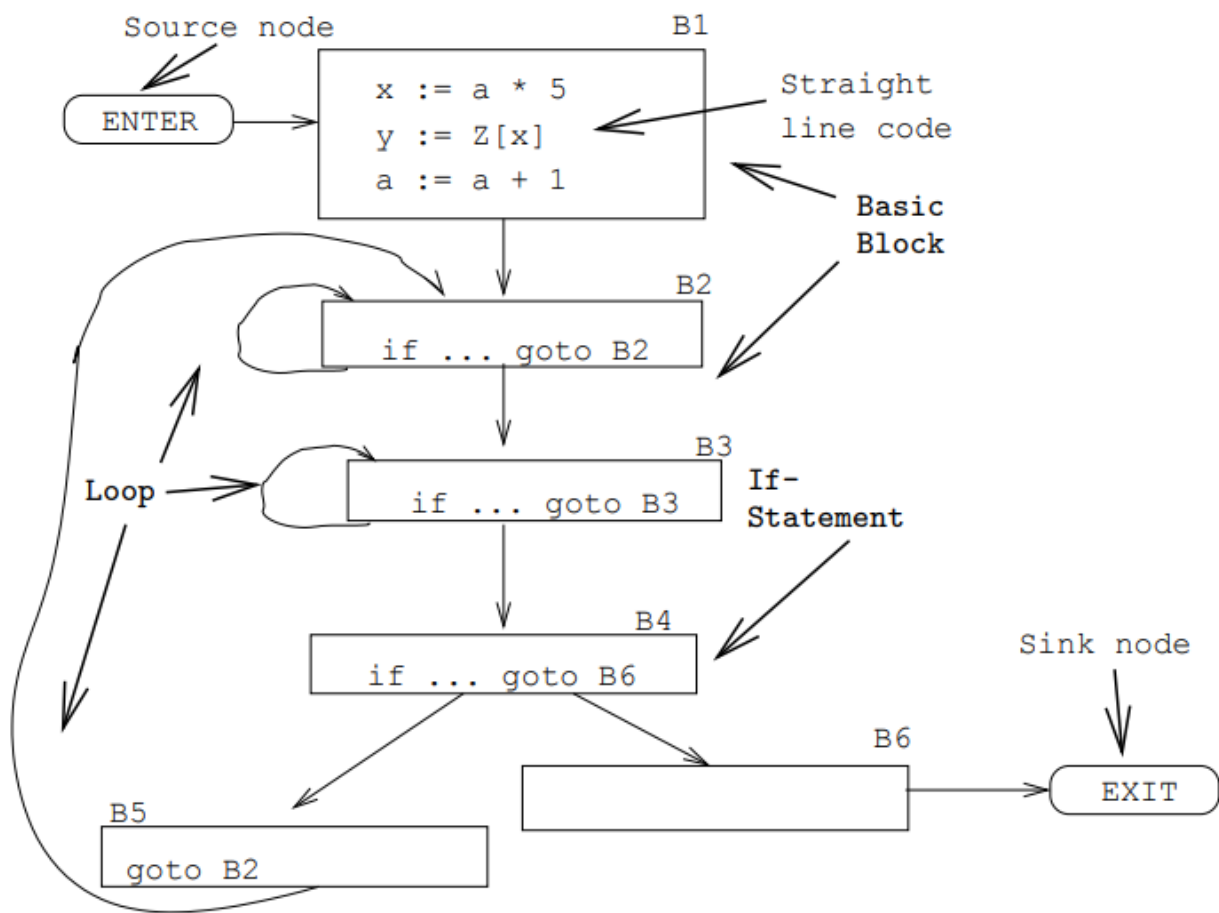 Source node
B1
x := a * 5
y := Z[x]
a := a + 1
Straight
line code
ENTER
Basic
Block
B2
if ... goto B2
B3
if ... goto B3
Loop
If-
Statement
B4
if ... goto B6
Sink node
B6
EXIT
B5
goto B2